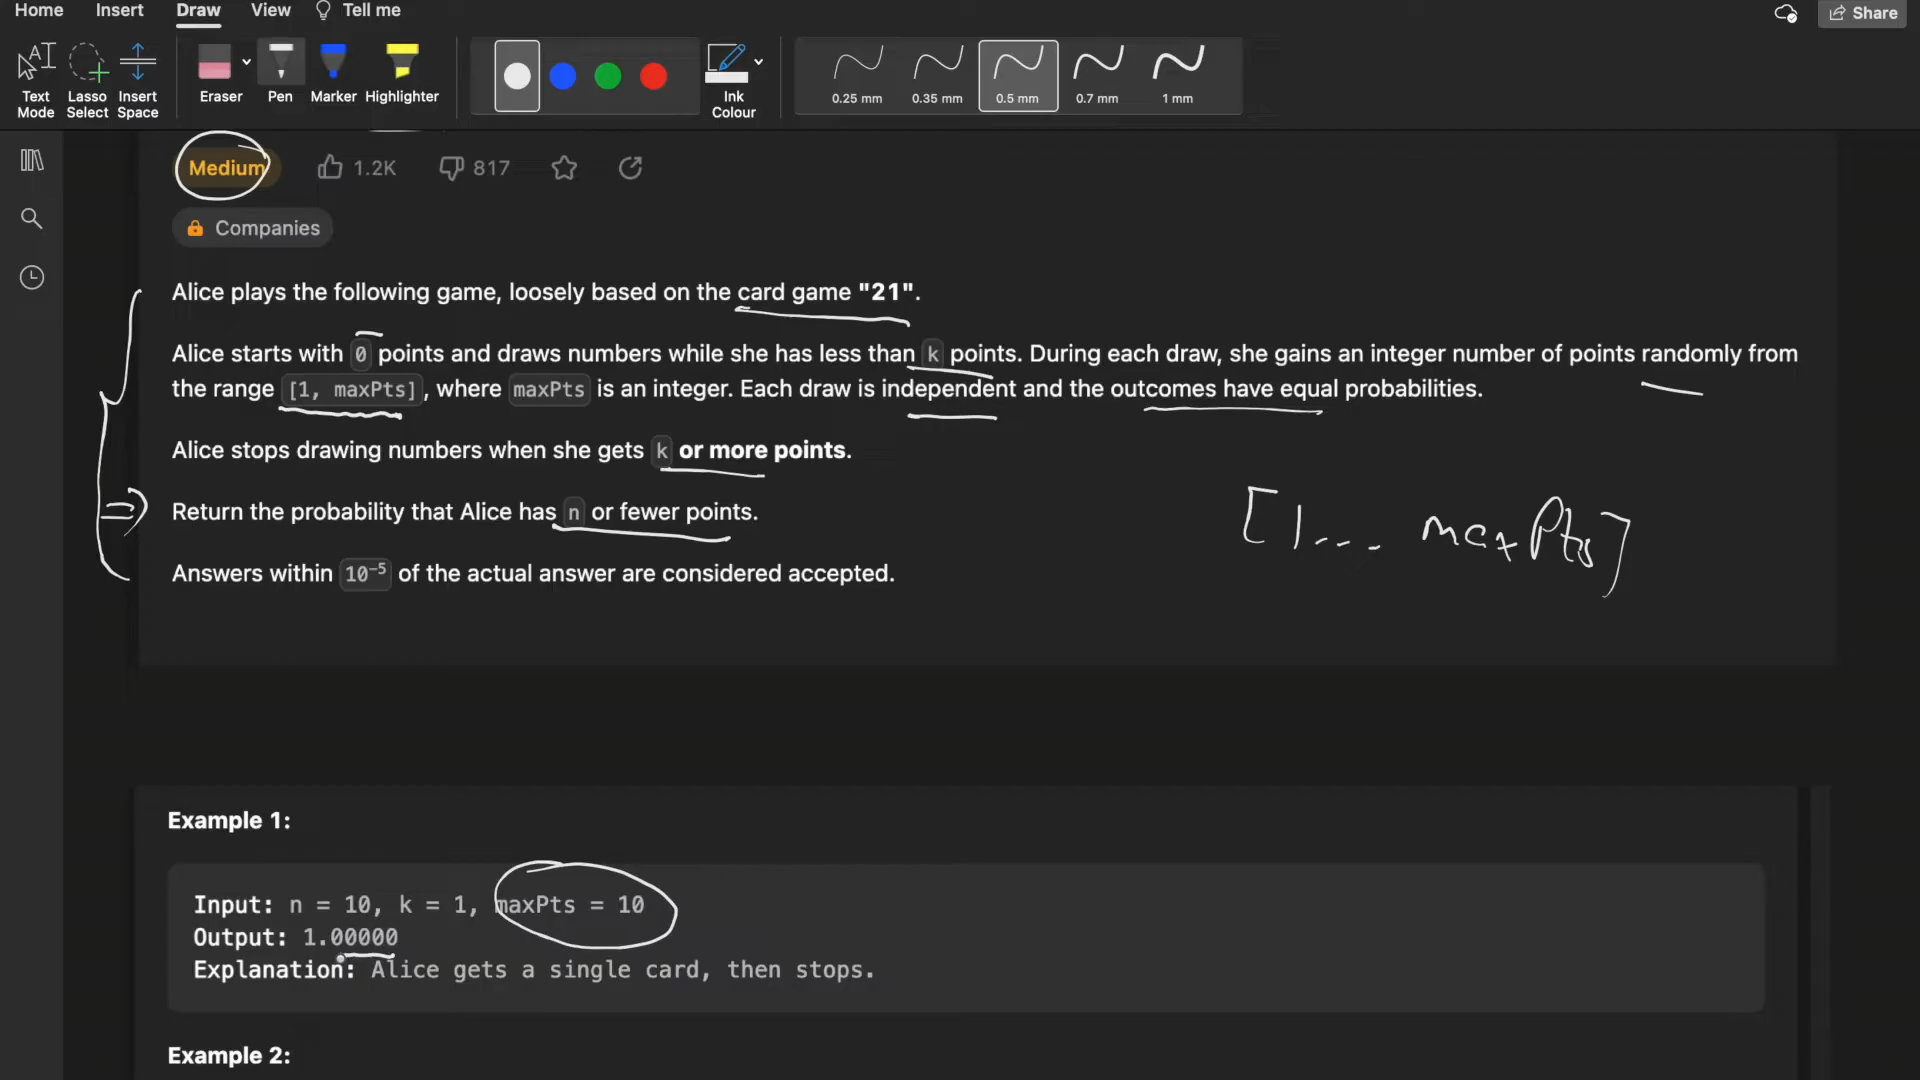 Home Insert Draw View Tell me Share
Text Mode Lasso Select Insert Space Eraser Pen Marker Highlighter Ink Colour 0.25 mm 0.35 mm 0.5 mm 0.7 mm 1 mm
Medium 1.2K 817
Companies
Alice plays the following game, loosely based on the card game "21".
Alice starts with 0 points and draws numbers while she has less than k points. During each draw, she gains an integer number of points randomly from
the range [1, maxPts], where maxPts is an integer. Each draw is independent and the outcomes have equal probabilities.
Alice stops drawing numbers when she gets k or more points.
Return the probability that Alice has n or fewer points.
[1... maxPts]
Answers within 10⁻⁵ of the actual answer are considered accepted.
Example 1:
Input: n = 10, k = 1, maxPts = 10
Output: 1.00000
Explanation: Alice gets a single card, then stops.
Example 2: